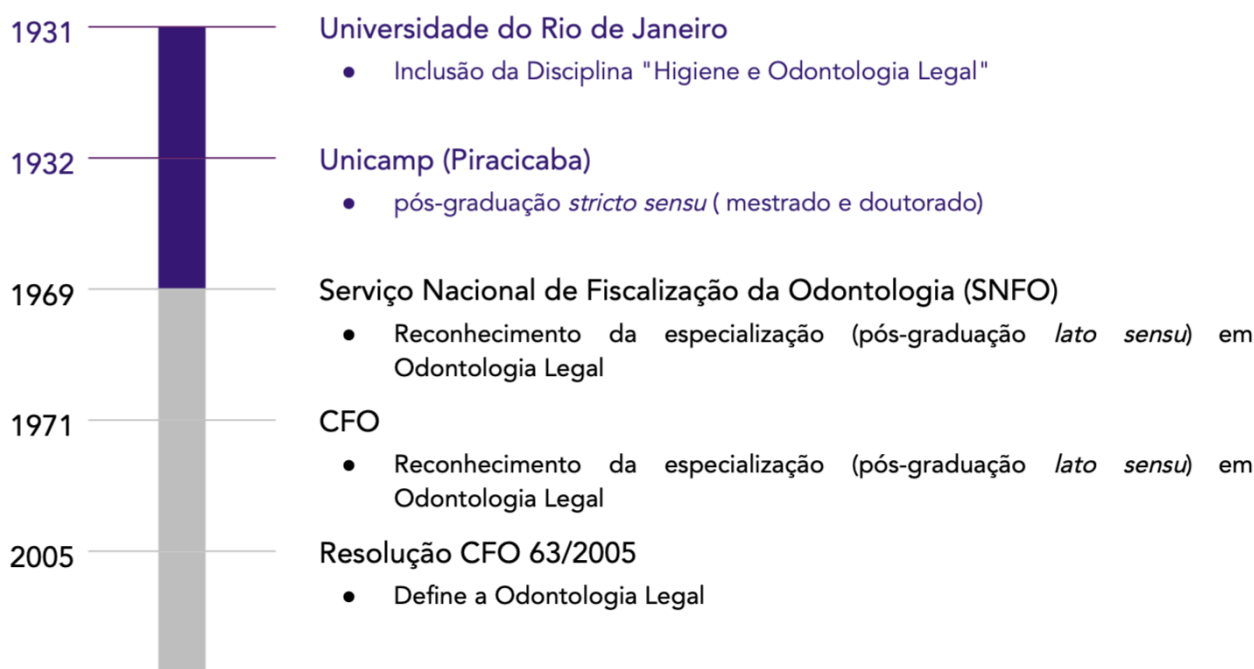 1931
Universidade do Rio de Janeiro
● Inclusão da Disciplina "Higiene e Odontologia Legal"
1932
Unicamp (Piracicaba)
● pós-graduação stricto sensu ( mestrado e doutorado)
1969
Serviço Nacional de Fiscalização da Odontologia (SNFO)
● Reconhecimento da especialização (pós-graduação lato sensu) em
Odontologia Legal
1971
CFO
● Reconhecimento da especialização (pós-graduação lato sensu) em
Odontologia Legal
2005
Resolução CFO 63/2005
● Define a Odontologia Legal